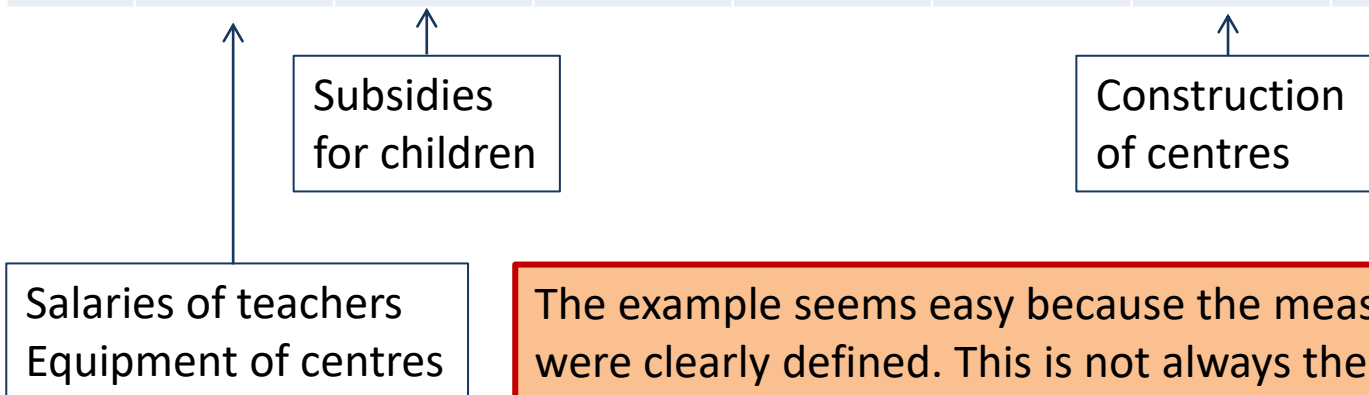 Subsidies
for children
Construction
of centres
Salaries of teachers
Equipment of centres
The example seems easy because the
were clearly defined. This is not always the